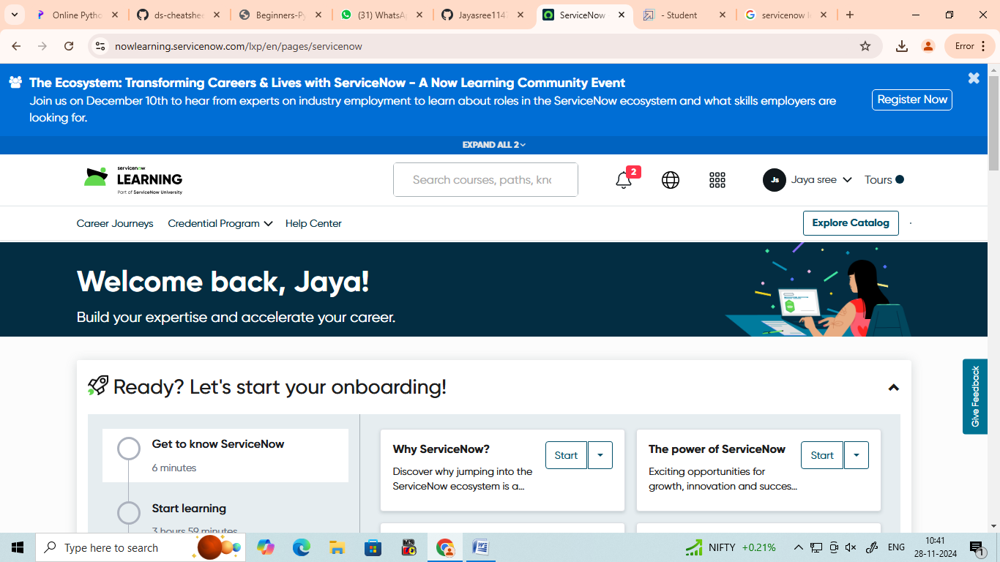 Online Pytho
ds-cheatshee
Beginners-Py
(31) WhatsA
Jayasree1147
ServiceNow
- Student
servicenow l
nowlearning.servicenow.com/lxp/en/pages/servicenow
Error
The Ecosystem: Transforming Careers & Lives with ServiceNow - A Now Learning Community Event
Join us on December 10th to hear from experts on industry employment to learn about roles in the ServiceNow ecosystem and what skills employers are
looking for.
Register Now
EXPAND ALL 2
servicenow
LEARNING
Part of ServiceNow University
Search courses, paths, kno
2
Js
Jaya sree
Tours
Career Journeys
Credential Program
Help Center
Explore Catalog
Welcome back, Jaya!
Build your expertise and accelerate your career.
Ready? Let's start your onboarding!
Give Feedback
Get to know ServiceNow
6 minutes
Start learning
3 hours 59 minutes
Why ServiceNow?
Start
Discover why jumping into the
ServiceNow ecosystem is a...
The power of ServiceNow
Start
Exciting opportunities for
growth, innovation and succes...
Type here to search
NIFTY +0.21%
ENG
10:41
28-11-2024
1